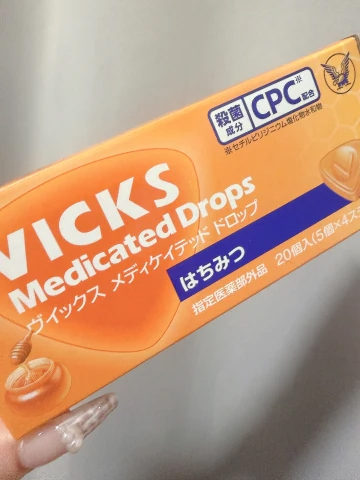 殺菌成分 CPC※配合
※セチルピリジニウム塩化物水和物
VICKS
Medicated Drops
ヴイックス メディケイテッド ドロップ
はちみつ
指定医薬部外品 20個入(5個×4ス